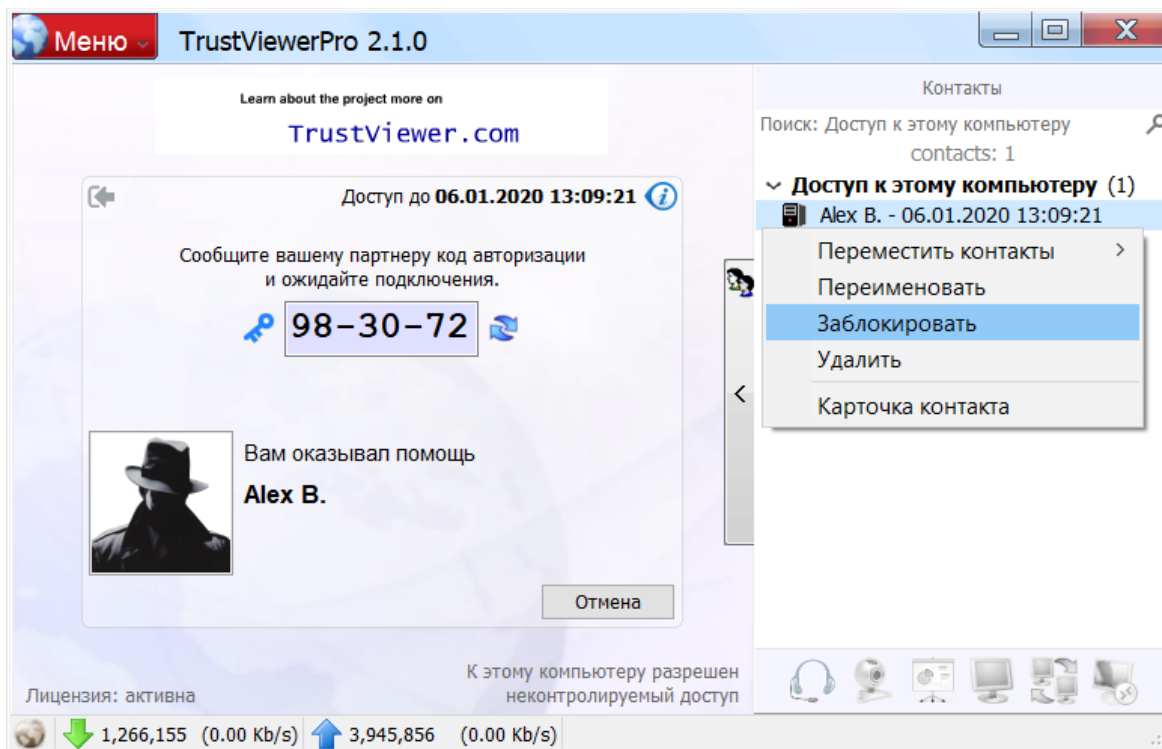 Меню
TrustViewerPro 2.1.0
Learn about the project more on
TrustViewer.com
Доступ до 06.01.2020 13:09:21
Сообщите вашему партнеру код авторизации
и ожидайте подключения.
98-30-72
Вам оказывал помощь
Alex B.
Отмена
К этому компьютеру разрешен
неконтролируемый доступ
Лицензия: активна
Контакты
Поиск: Доступ к этому компьютеру
contacts: 1
Доступ к этому компьютеру (1)
Alex B. - 06.01.2020 13:09:21
Переместить контакты
Переименовать
Заблокировать
Удалить
Карточка контакта
1,266,155 (0.00 Kb/s) 3,945,856 (0.00 Kb/s)